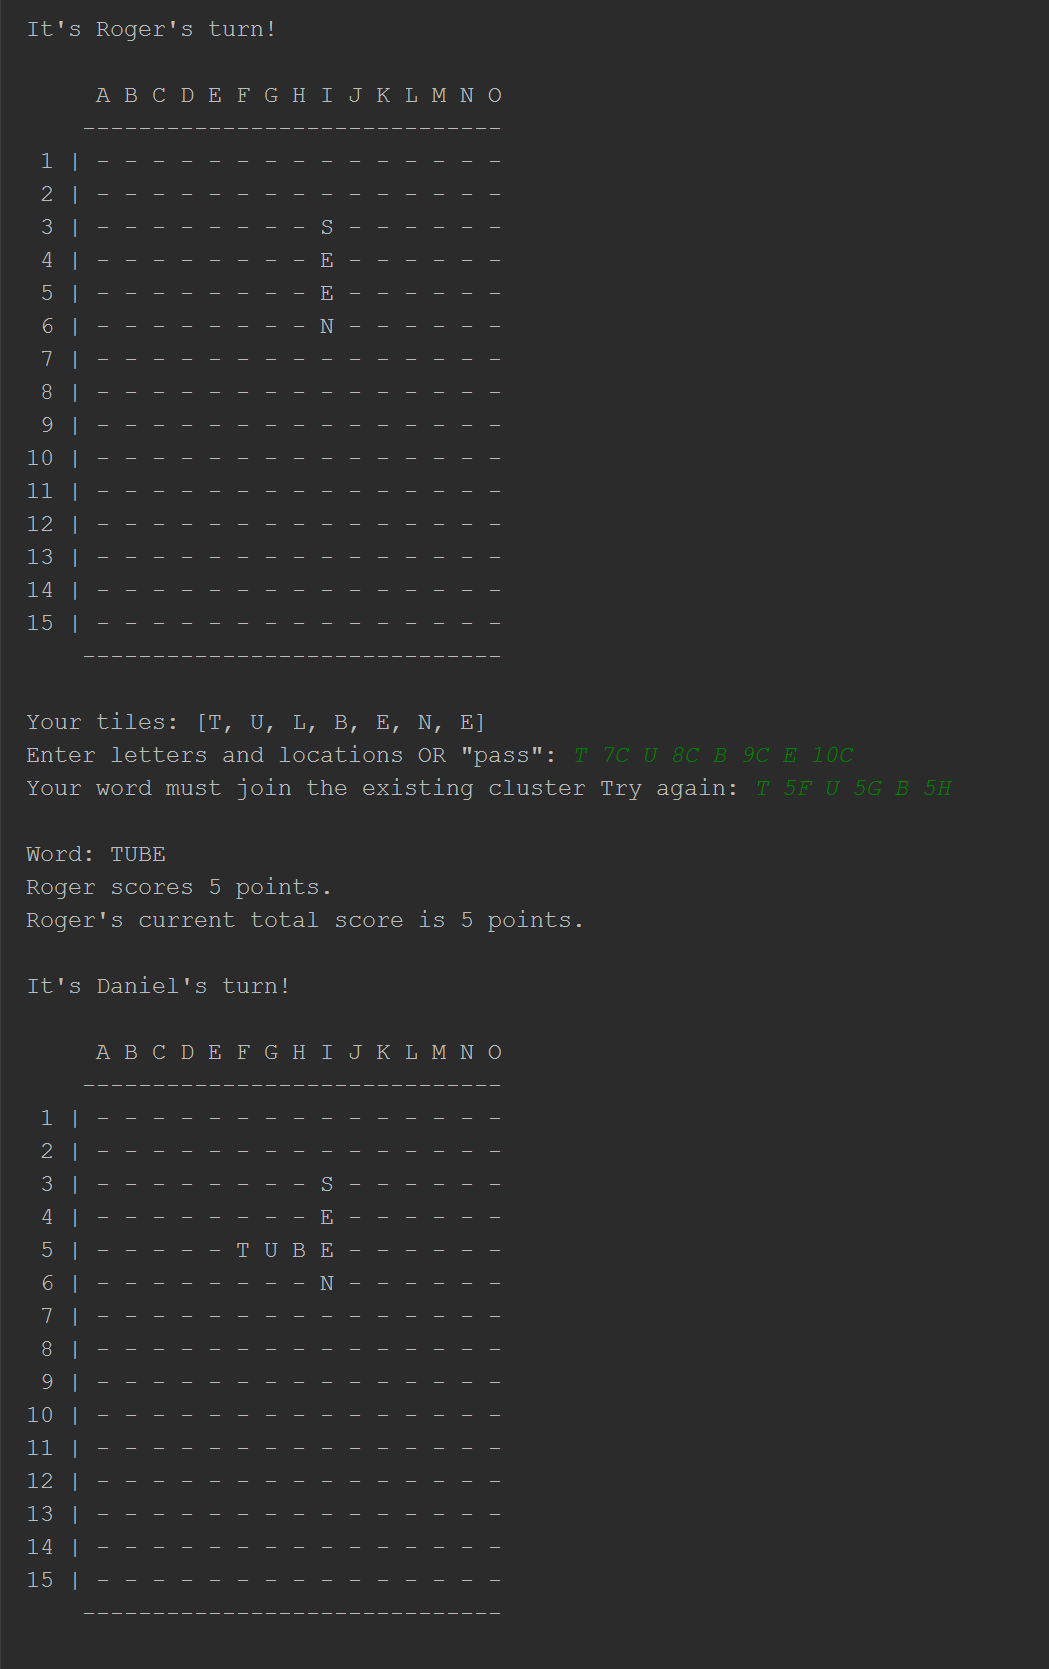 It's Roger's turn!
A B C D E F G H I J K L M N O
------------------------------
1 | - - - - - - - - - - - - - - -
2 | - - - - - - - - - - - - - - -
3 | - - - - - - - - S - - - - - -
4 | - - - - - - - - E - - - - - -
5 | - - - - - - - - E - - - - - -
6 | - - - - - - - - N - - - - - -
7 | - - - - - - - - - - - - - - -
8 | - - - - - - - - - - - - - - -
9 | - - - - - - - - - - - - - - -
10 | - - - - - - - - - - - - - - -
11 | - - - - - - - - - - - - - - -
12 | - - - - - - - - - - - - - - -
13 | - - - - - - - - - - - - - - -
14 | - - - - - - - - - - - - - - -
15 | - - - - - - - - - - - - - - -
------------------------------
Your tiles: [T, U, L, B, E, N, E]
Enter letters and locations OR "pass": T 7C U 8C B 9C E 10C
Your word must join the existing cluster Try again: T 5F U 5G B 5H
Word: TUBE
Roger scores 5 points.
Roger's current total score is 5 points.
It's Daniel's turn!
A B C D E F G H I J K L M N O
------------------------------
1 | - - - - - - - - - - - - - - -
2 | - - - - - - - - - - - - - - -
3 | - - - - - - - - S - - - - - -
4 | - - - - - - - - E - - - - - -
5 | - - - - - T U B E - - - - - -
6 | - - - - - - - - N - - - - - -
7 | - - - - - - - - - - - - - - -
8 | - - - - - - - - - - - - - - -
9 | - - - - - - - - - - - - - - -
10 | - - - - - - - - - - - - - - -
11 | - - - - - - - - - - - - - - -
12 | - - - - - - - - - - - - - - -
13 | - - - - - - - - - - - - - - -
14 | - - - - - - - - - - - - - - -
15 | - - - - - - - - - - - - - - -
------------------------------